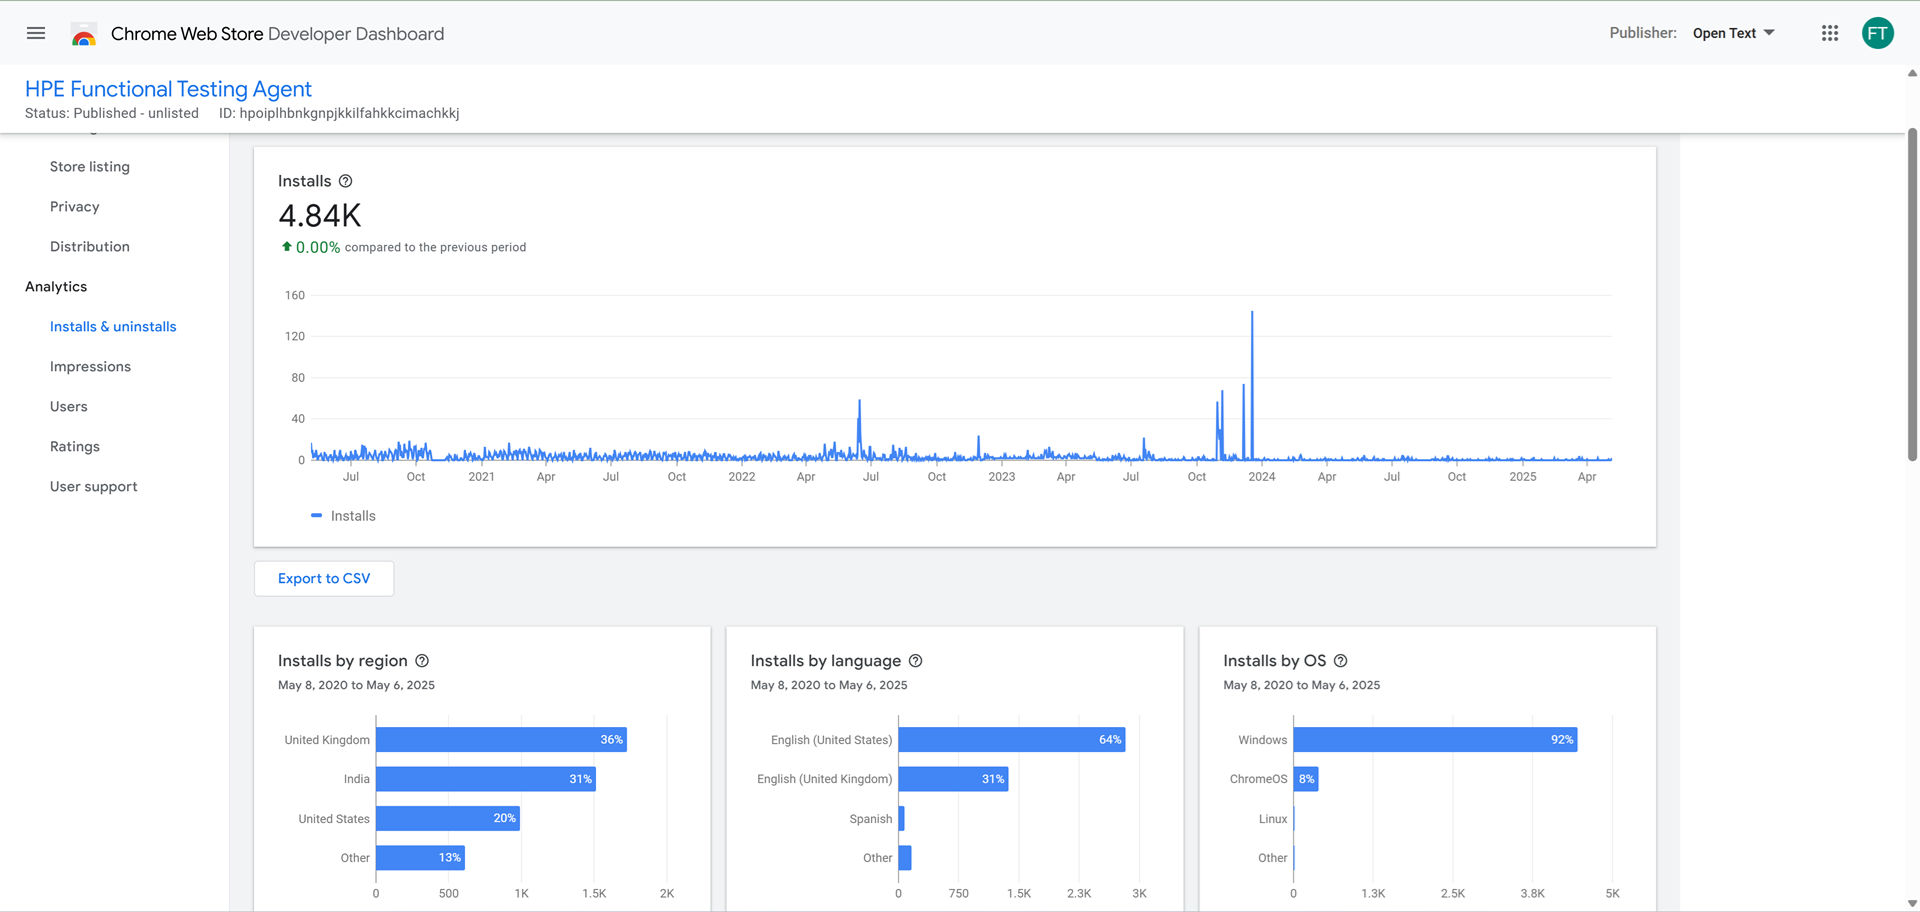 Chrome Web Store Developer Dashboard
Publisher: Open Text
FT
HPE Functional Testing Agent
Status: Published - unlisted ID: hpoiplhbnkgnpjkkilfahkkcimachkkj
Store listing
Privacy
Distribution
Analytics
Installs & uninstalls
Impressions
Users
Ratings
User support
Installs
4.84K
0.00% compared to the previous period
160
120
80
40
0
Jul Oct 2021 Apr Jul Oct 2022 Apr Jul Oct 2023 Apr Jul Oct 2024 Apr Jul Oct 2025 Apr
Installs
Export to CSV
Installs by region
May 8, 2020 to May 6, 2025
United Kingdom 36%
India 31%
United States 20%
Other 13%
0 500 1K 1.5K 2K
Installs by language
May 8, 2020 to May 6, 2025
English (United States) 64%
English (United Kingdom) 31%
Spanish
Other
0 750 1.5K 2.3K 3K
Installs by OS
May 8, 2020 to May 6, 2025
Windows 92%
ChromeOS 8%
Linux
Other
0 1.3K 2.5K 3.8K 5K